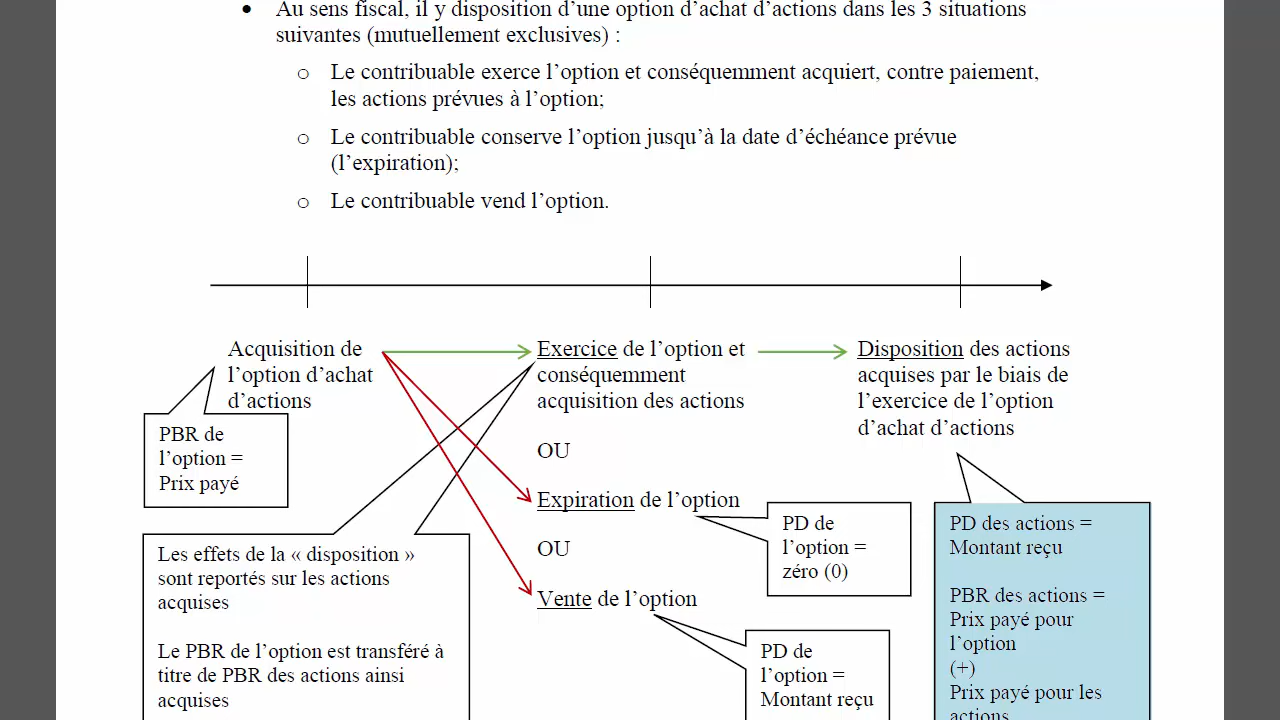 • Au sens fiscal, il y disposition d’une option d’achat d’actions dans les 3 situations
suivantes (mutuellement exclusives) :
o Le contribuable exerce l’option et conséquemment acquiert, contre paiement,
les actions prévues à l’option;
o Le contribuable conserve l’option jusqu’à la date d’échéance prévue
(l’expiration);
o Le contribuable vend l’option.
Acquisition de
l’option d’achat
d’actions
Exercice de l’option et
conséquemment
acquisition des actions
OU
Expiration de l’option
OU
Vente de l’option
Disposition des actions
acquises par le biais de
l’exercice de l’option
d’achat d’actions
PBR de
l’option =
Prix payé
Les effets de la « disposition »
sont reportés sur les actions
acquises
Le PBR de l’option est transféré à
titre de PBR des actions ainsi
acquises
PD de
l’option =
zéro (0)
PD de
l’option =
Montant reçu
PD des actions =
Montant reçu
PBR des actions =
Prix payé pour
l’option
(+)
Prix payé pour les
actions